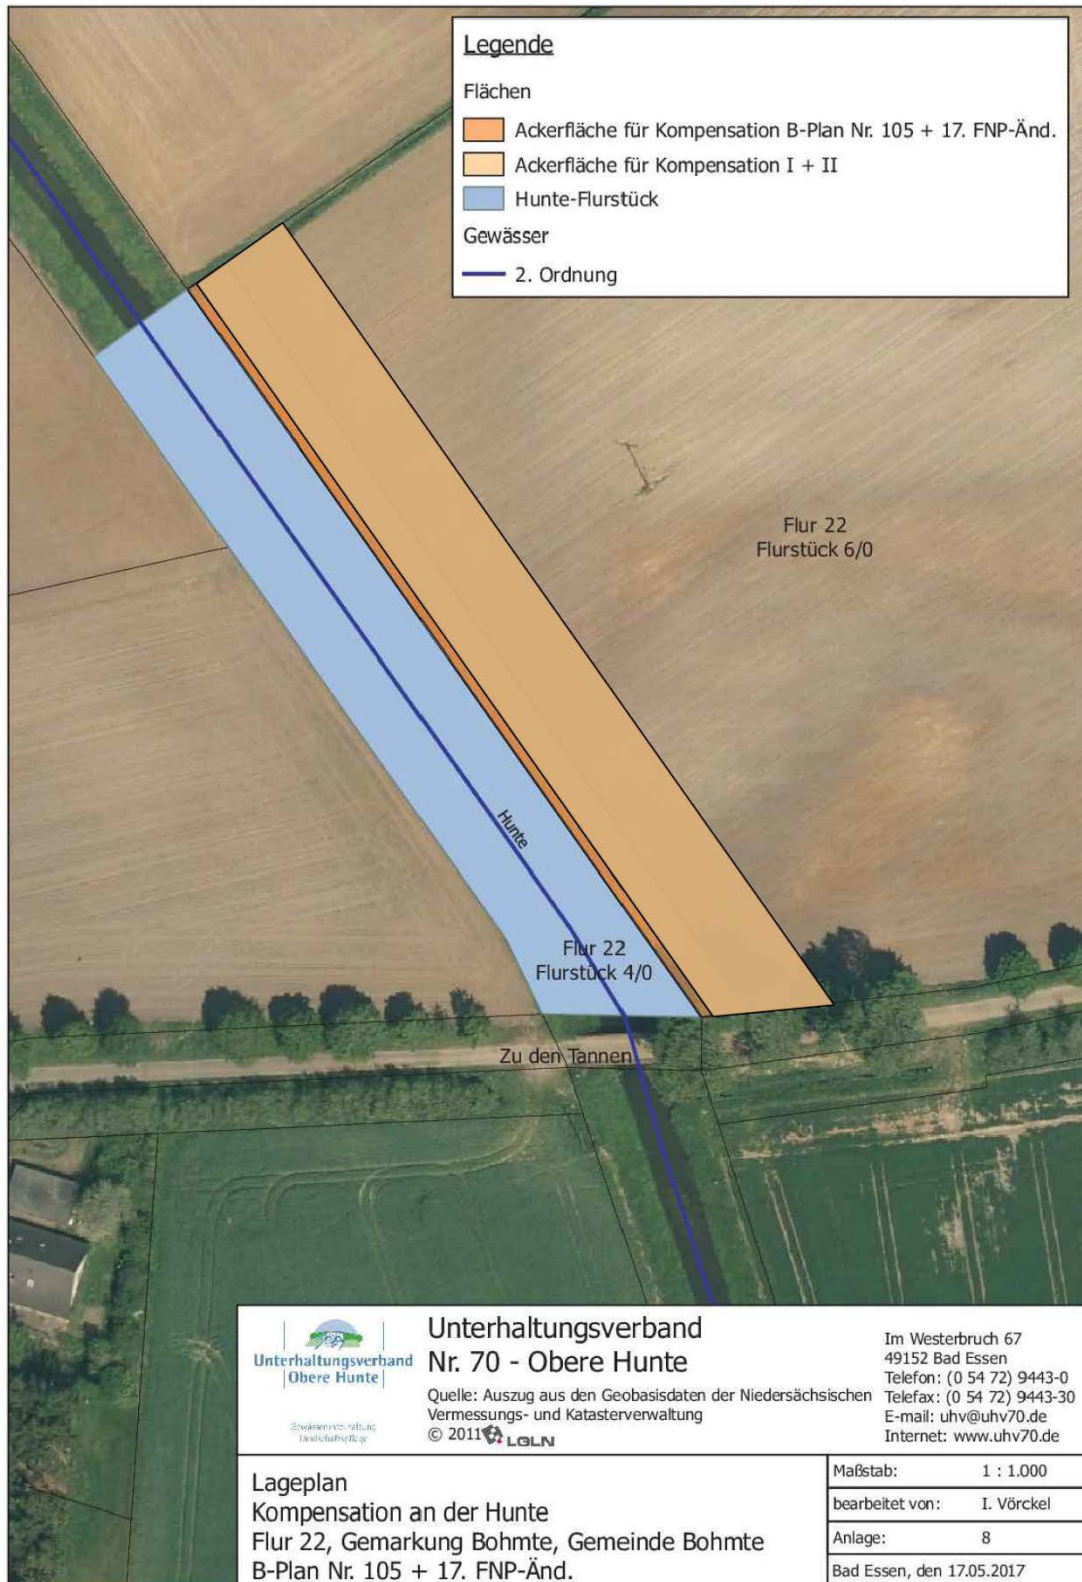 Legende
Flächen
Ackerfläche für Kompensation B-Plan Nr. 105 + 17. FNP-Änd.
Ackerfläche für Kompensation I + II
Hunte-Flurstück
Gewässer
2. Ordnung
Flur 22
Flurstück 6/0
Hunte
Flur 22
Flurstück 4/0
Zu den Tannen
Unterhaltungsverband
Obere Hunte
Gewässerunterhaltung
Landschaftspflege
Unterhaltungsverband
Nr. 70 - Obere Hunte
Quelle: Auszug aus den Geobasisdaten der Niedersächsischen
Vermessungs- und Katasterverwaltung
© 2011 LGLN
Im Westerbruch 67
49152 Bad Essen
Telefon: (0 54 72) 9443-0
Telefax: (0 54 72) 9443-30
E-mail: uhv@uhv70.de
Internet: www.uhv70.de
Lageplan
Kompensation an der Hunte
Flur 22, Gemarkung Bohmte, Gemeinde Bohmte
B-Plan Nr. 105 + 17. FNP-Änd.
Maßstab: 1 : 1.000
bearbeitet von: I. Vörckel
Anlage: 8
Bad Essen, den 17.05.2017